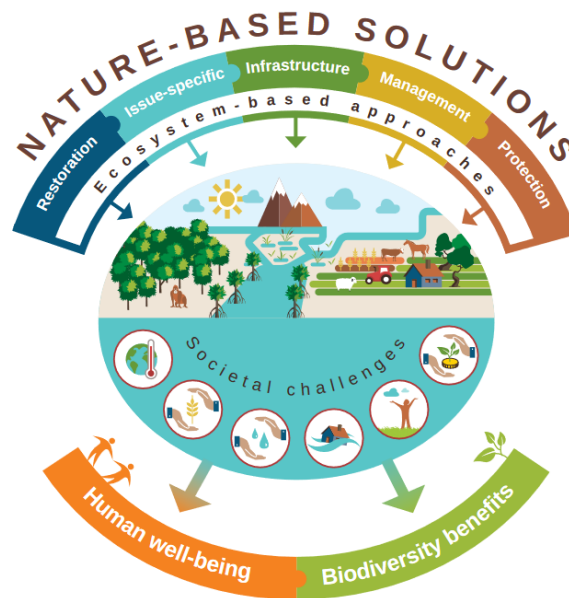 NATURE-BASED SOLUTIONS
Restoration
Issue-specific
Infrastructure
Management
Protection
Ecosystem-based approaches
Societal challenges
Human well-being
Biodiversity benefits